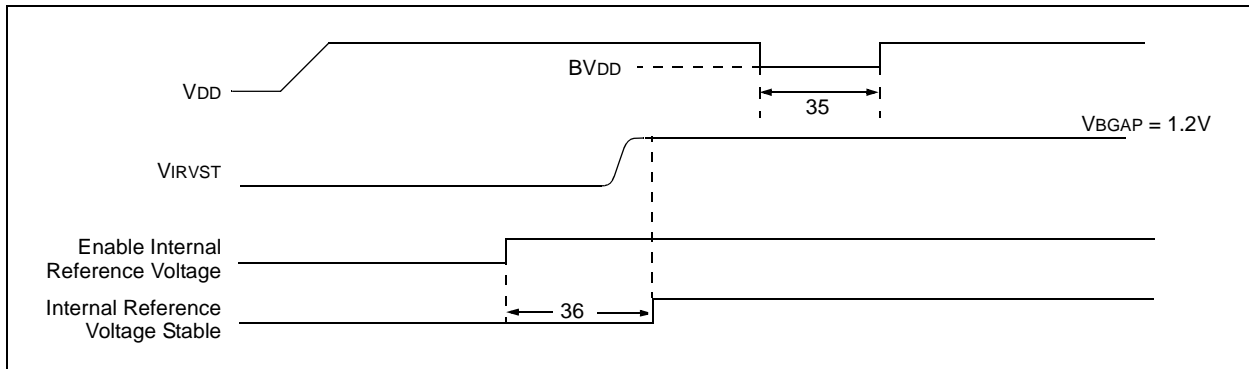 BVDD
VDD
35
VBGAP = 1.2V
VIRVST
Enable Internal
Reference Voltage
Internal Reference
Voltage Stable
36